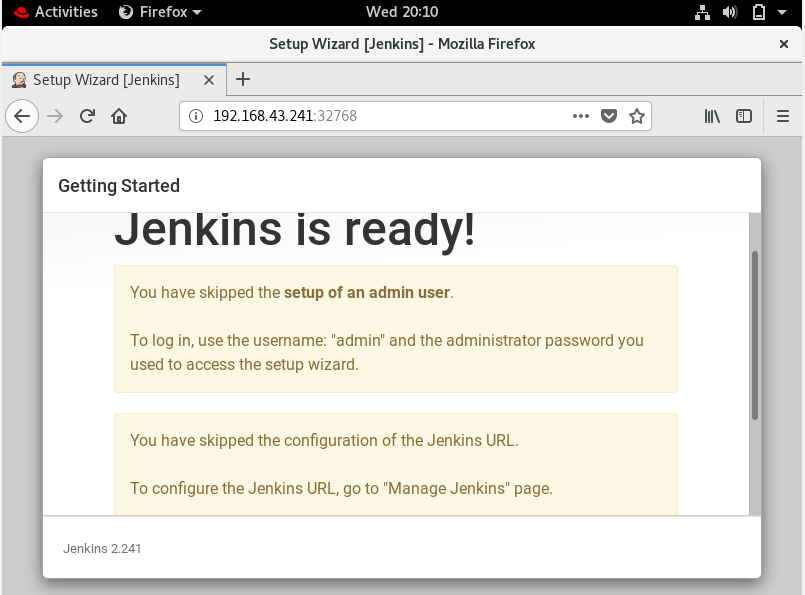 Activities Firefox Wed 20:10
Setup Wizard [Jenkins] - Mozilla Firefox
Setup Wizard [Jenkins]
192.168.43.241:32768
Getting Started
Jenkins is ready!
You have skipped the setup of an admin user.
To log in, use the username: "admin" and the administrator password you
used to access the setup wizard.
You have skipped the configuration of the Jenkins URL.
To configure the Jenkins URL, go to "Manage Jenkins" page.
Jenkins 2.241